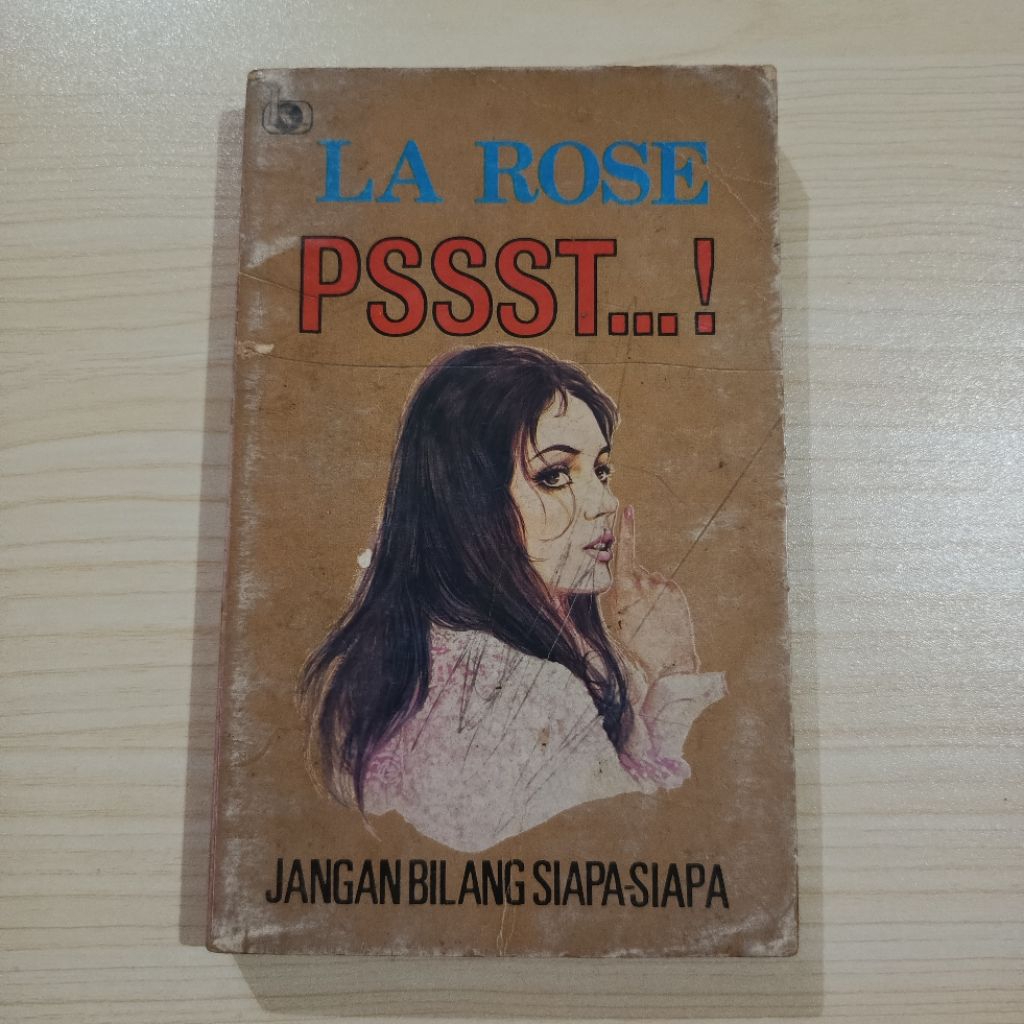 LA ROSE
PSSST...!
JANGAN BILANG SIAPA-SIAPA